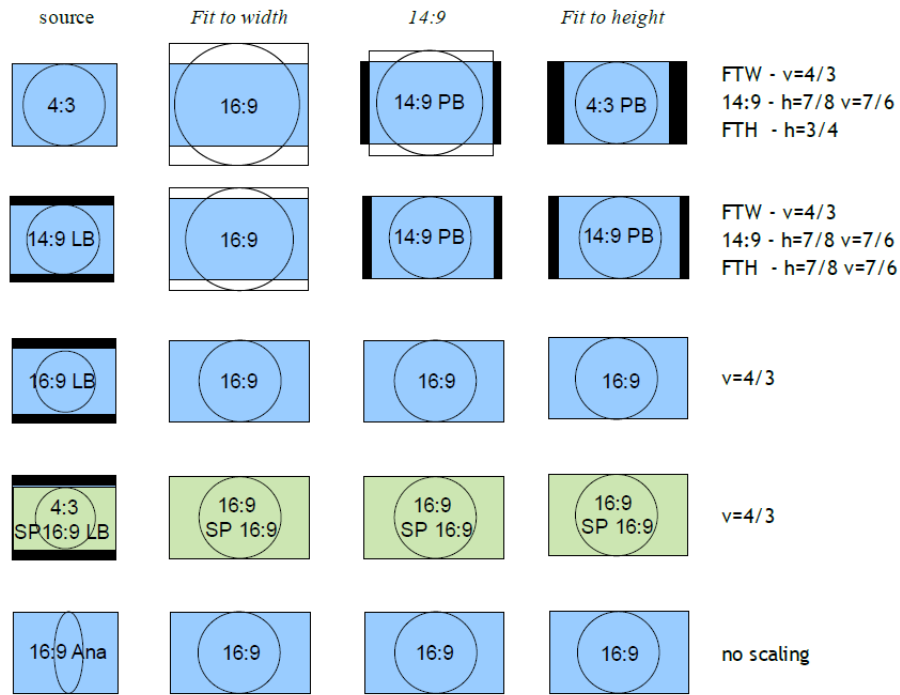 source Fit to width 14:9 Fit to height
4:3 16:9 14:9 PB 4:3 PB
FTW - v=4/3
14:9 - h=7/8 v=7/6
FTH - h=3/4
14:9 LB 16:9 14:9 PB 14:9 PB
FTW - v=4/3
14:9 - h=7/8 v=7/6
FTH - h=7/8 v=7/6
16:9 LB 16:9 16:9 16:9 v=4/3
4:3 16:9 16:9 16:9
SP16:9 LB SP 16:9 SP 16:9 SP 16:9 v=4/3
16:9 Ana 16:9 16:9 16:9 no scaling